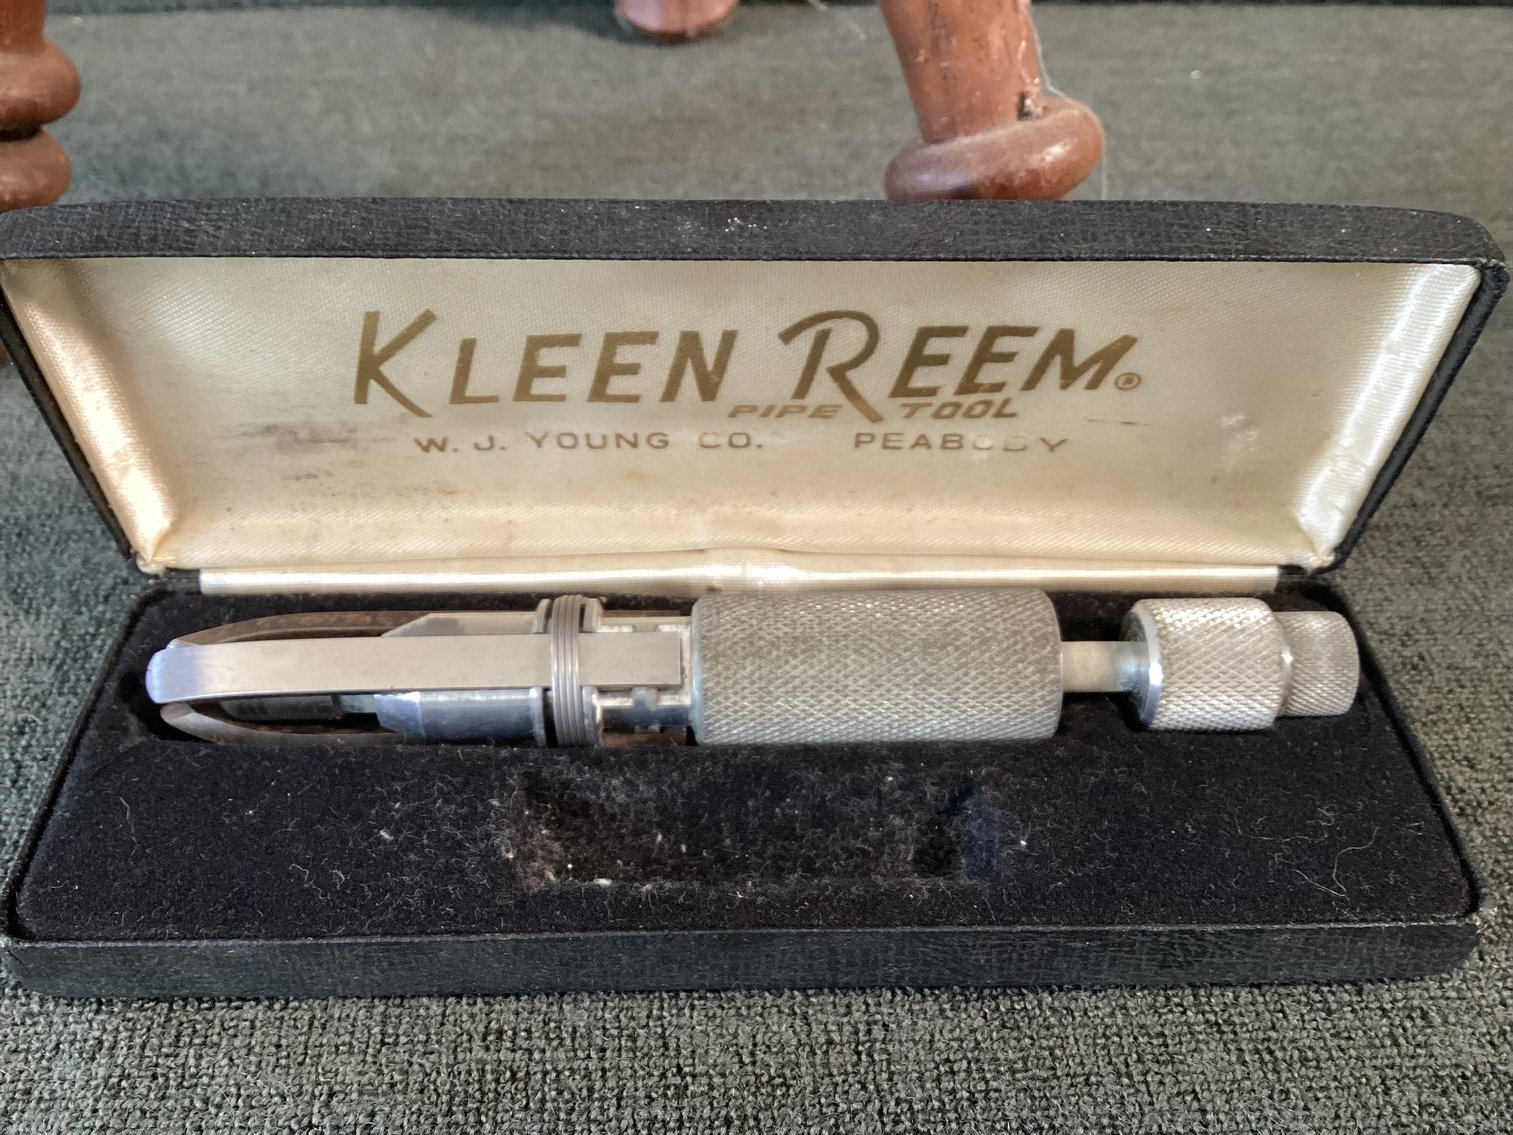 KLEEN REEM®
PIPE TOOL
W. J. YOUNG CO. PEABODY